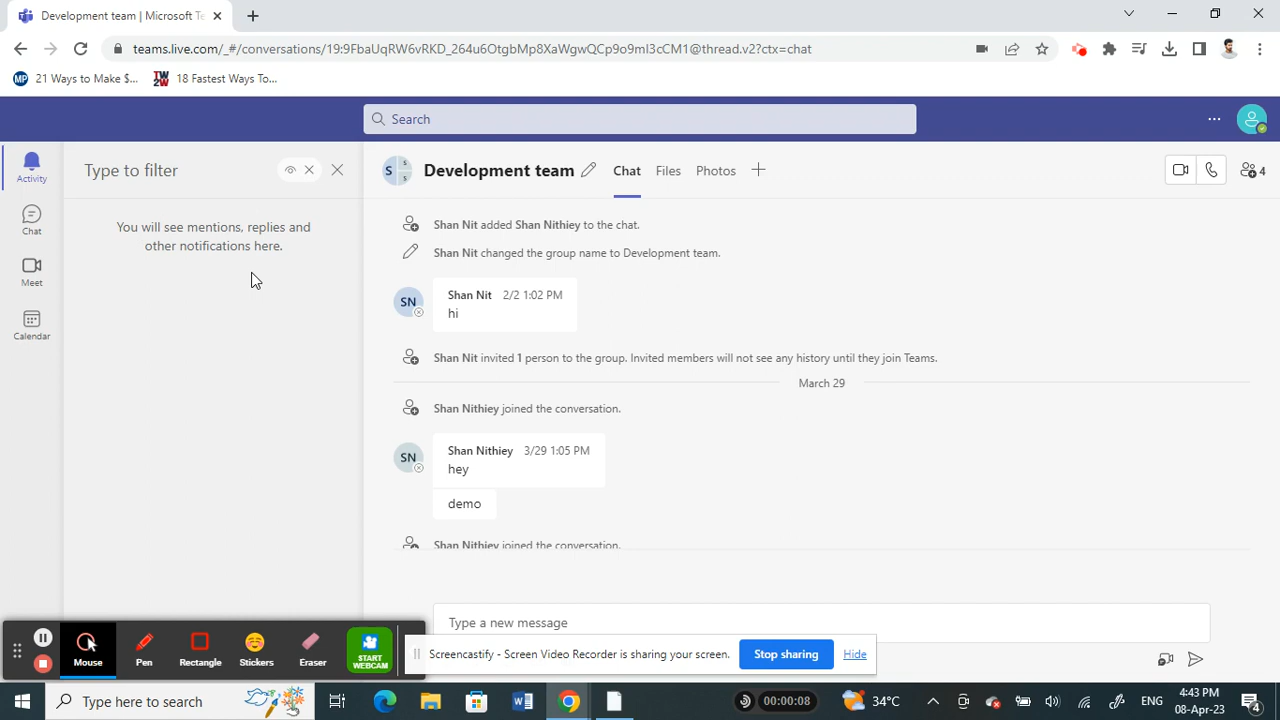 Development team | Microsoft Te
teams.live.com/_#/conversations/19:9FbaUqRW6vRKD_264u6OtgbMp8XaWgwQCp9o9mI3cCM1@thread.v2?ctx=chat
MP 21 Ways to Make $... TW2W 18 Fastest Ways To...
Search
Activity
Chat
Meet
Calendar
Type to filter
You will see mentions, replies and
other notifications here.
S Development team Chat Files Photos 4
Shan Nit added Shan Nithiey to the chat.
Shan Nit changed the group name to Development team.
SN Shan Nit 2/2 1:02 PM
hi
Shan Nit invited 1 person to the group. Invited members will not see any history until they join Teams.
March 29
Shan Nithiey joined the conversation.
SN Shan Nithiey 3/29 1:05 PM
hey
demo
Shan Nithiey joined the conversation.
Type a new message
Mouse Pen Rectangle Stickers Eraser START WEBCAM
Screencastify - Screen Video Recorder is sharing your screen. Stop sharing Hide
Type here to search 00:00:08 34°C ENG 4:43 PM
08-Apr-23 4